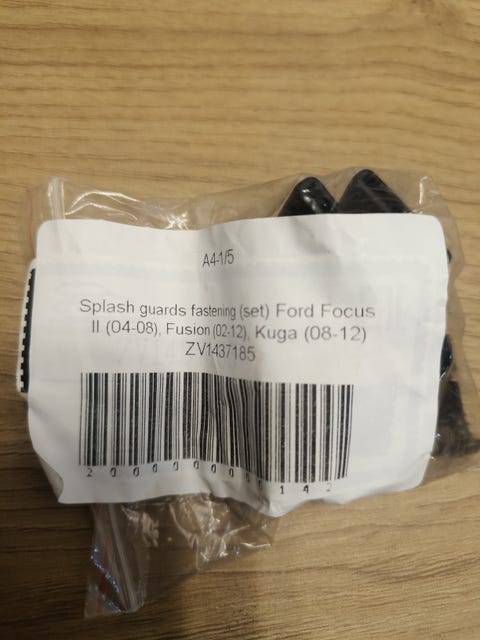 A4-1/5
Splash guards fastening (set) Ford Focus
II (04-08), Fusion (02-12), Kuga (08-12)
ZV1437185